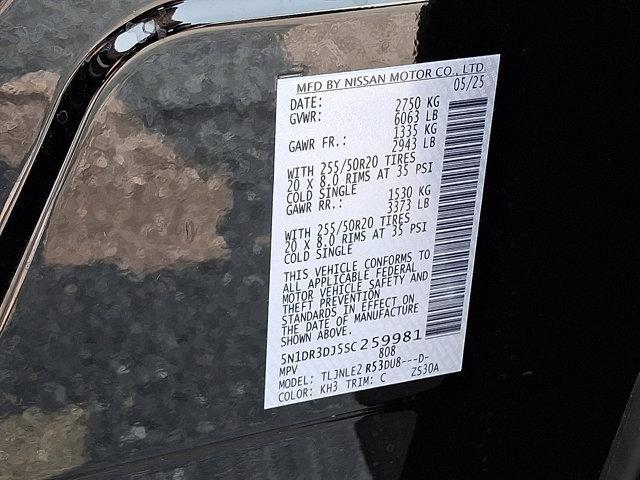 MFD BY NISSAN MOTOR CO., LTD.
DATE: 05/25
GVWR: 2750 KG
6063 LB
GAWR FR.: 1335 KG
2943 LB
WITH 255/50R20 TIRES
20 X 8.0 RIMS AT 35 PSI
COLD SINGLE
GAWR RR.: 1530 KG
3373 LB
WITH 255/50R20 TIRES
20 X 8.0 RIMS AT 35 PSI
COLD SINGLE
THIS VEHICLE CONFORMS TO
ALL APPLICABLE FEDERAL
MOTOR VEHICLE SAFETY AND
THEFT PREVENTION
STANDARDS IN EFFECT ON
THE DATE OF MANUFACTURE
SHOWN ABOVE.
5N1DR3DJ5SC259981
MPV 808
MODEL: TLJNLE2 R53DU8---D-
COLOR: KH3 TRIM: C ZS30A